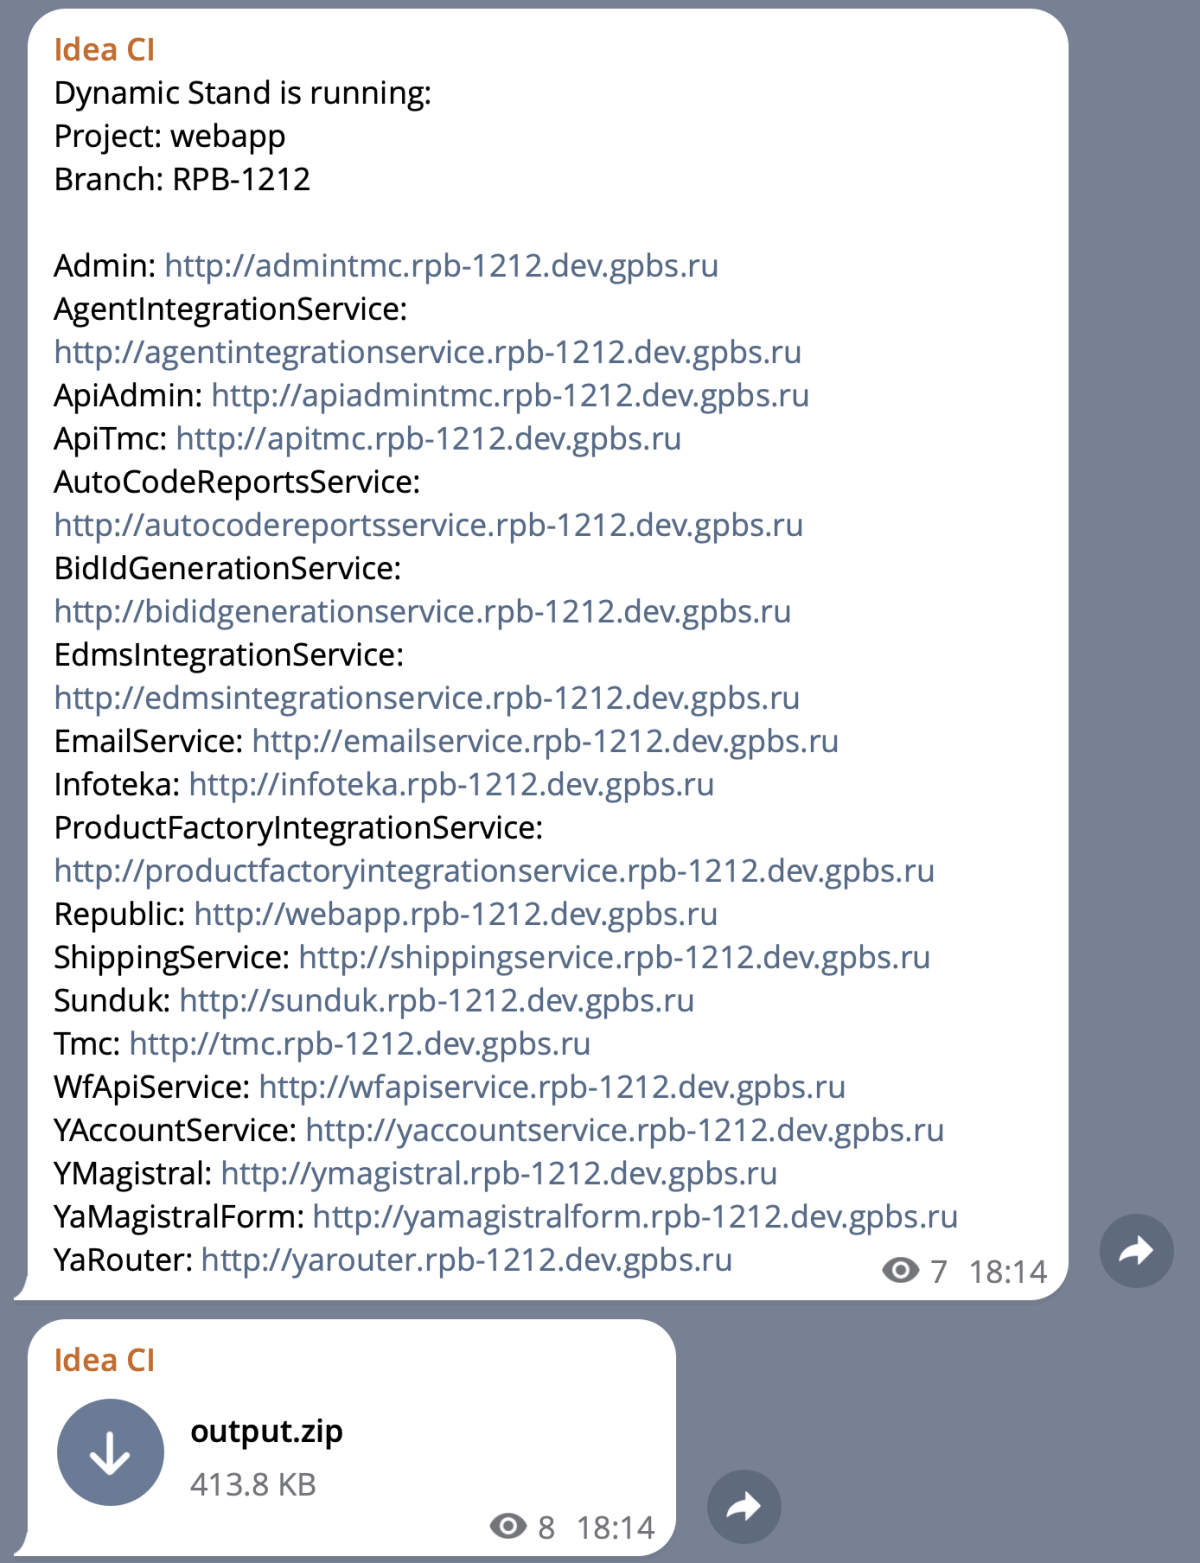 Idea CI
Dynamic Stand is running:
Project: webapp
Branch: RPB-1212
Admin: http://admintmc.rpb-1212.dev.gpbs.ru
AgentIntegrationService:
http://agentintegrationservice.rpb-1212.dev.gpbs.ru
ApiAdmin: http://apiadmintmc.rpb-1212.dev.gpbs.ru
ApiTmc: http://apitmc.rpb-1212.dev.gpbs.ru
AutoCodeReportsService:
http://autocodereportsservice.rpb-1212.dev.gpbs.ru
BidIdGenerationService:
http://bididgenerationservice.rpb-1212.dev.gpbs.ru
EdmsIntegrationService:
http://edmsintegrationservice.rpb-1212.dev.gpbs.ru
EmailService: http://emailservice.rpb-1212.dev.gpbs.ru
Infoteka: http://infoteka.rpb-1212.dev.gpbs.ru
ProductFactoryIntegrationService:
http://productfactoryintegrationservice.rpb-1212.dev.gpbs.ru
Republic: http://webapp.rpb-1212.dev.gpbs.ru
ShippingService: http://shippingservice.rpb-1212.dev.gpbs.ru
Sunduk: http://sunduk.rpb-1212.dev.gpbs.ru
Tmc: http://tmc.rpb-1212.dev.gpbs.ru
WfApiService: http://wfapiservice.rpb-1212.dev.gpbs.ru
YAccountService: http://yaccountservice.rpb-1212.dev.gpbs.ru
YMagistral: http://ymagistral.rpb-1212.dev.gpbs.ru
YaMagistralForm: http://yamagistralform.rpb-1212.dev.gpbs.ru
YaRouter: http://yarouter.rpb-1212.dev.gpbs.ru
7 18:14
Idea CI
output.zip
413.8 KB
8 18:14